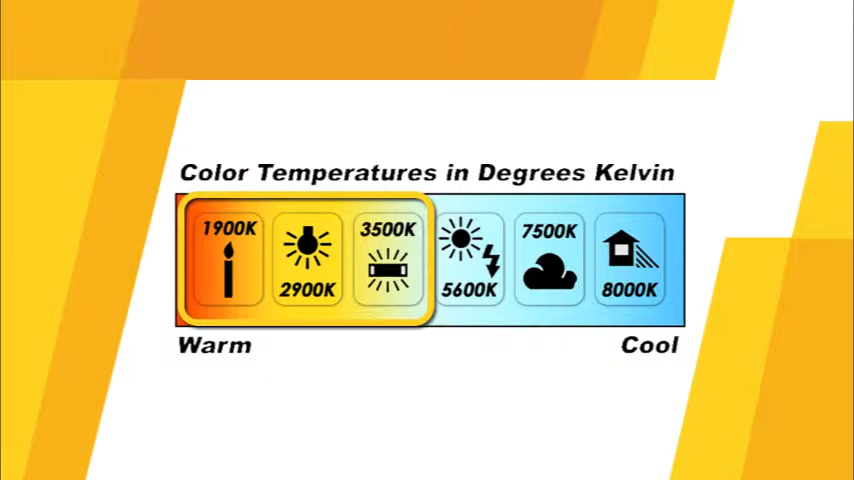 Color Temperatures in Degrees Kelvin
1900K
2900K
3500K
5600K
7500K
8000K
Warm
Cool